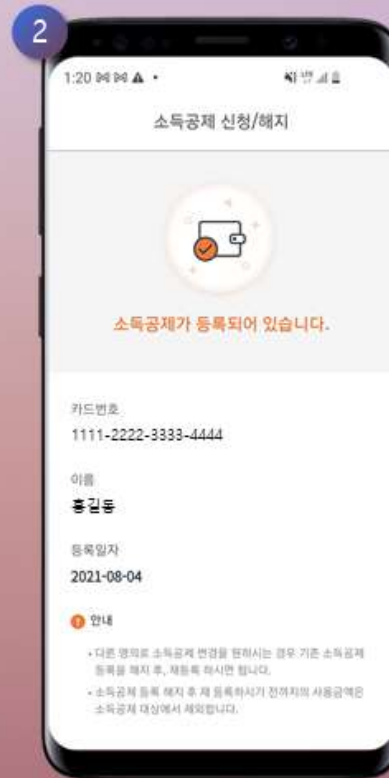 2
1:20
소득공제 신청/해지
소득공제가 등록되어 있습니다.
카드번호
1111-2222-3333-4444
이름
홍길동
등록일자
2021-08-04
안내
• 다른 명의로 소득공제 변경을 원하시는 경우 기존 소득공제
등록을 해지 후, 재등록 하시면 됩니다.
• 소득공제 등록 해지 후 재 등록하시기 전까지의 사용금액은
소득공제 대상에서 제외됩니다.